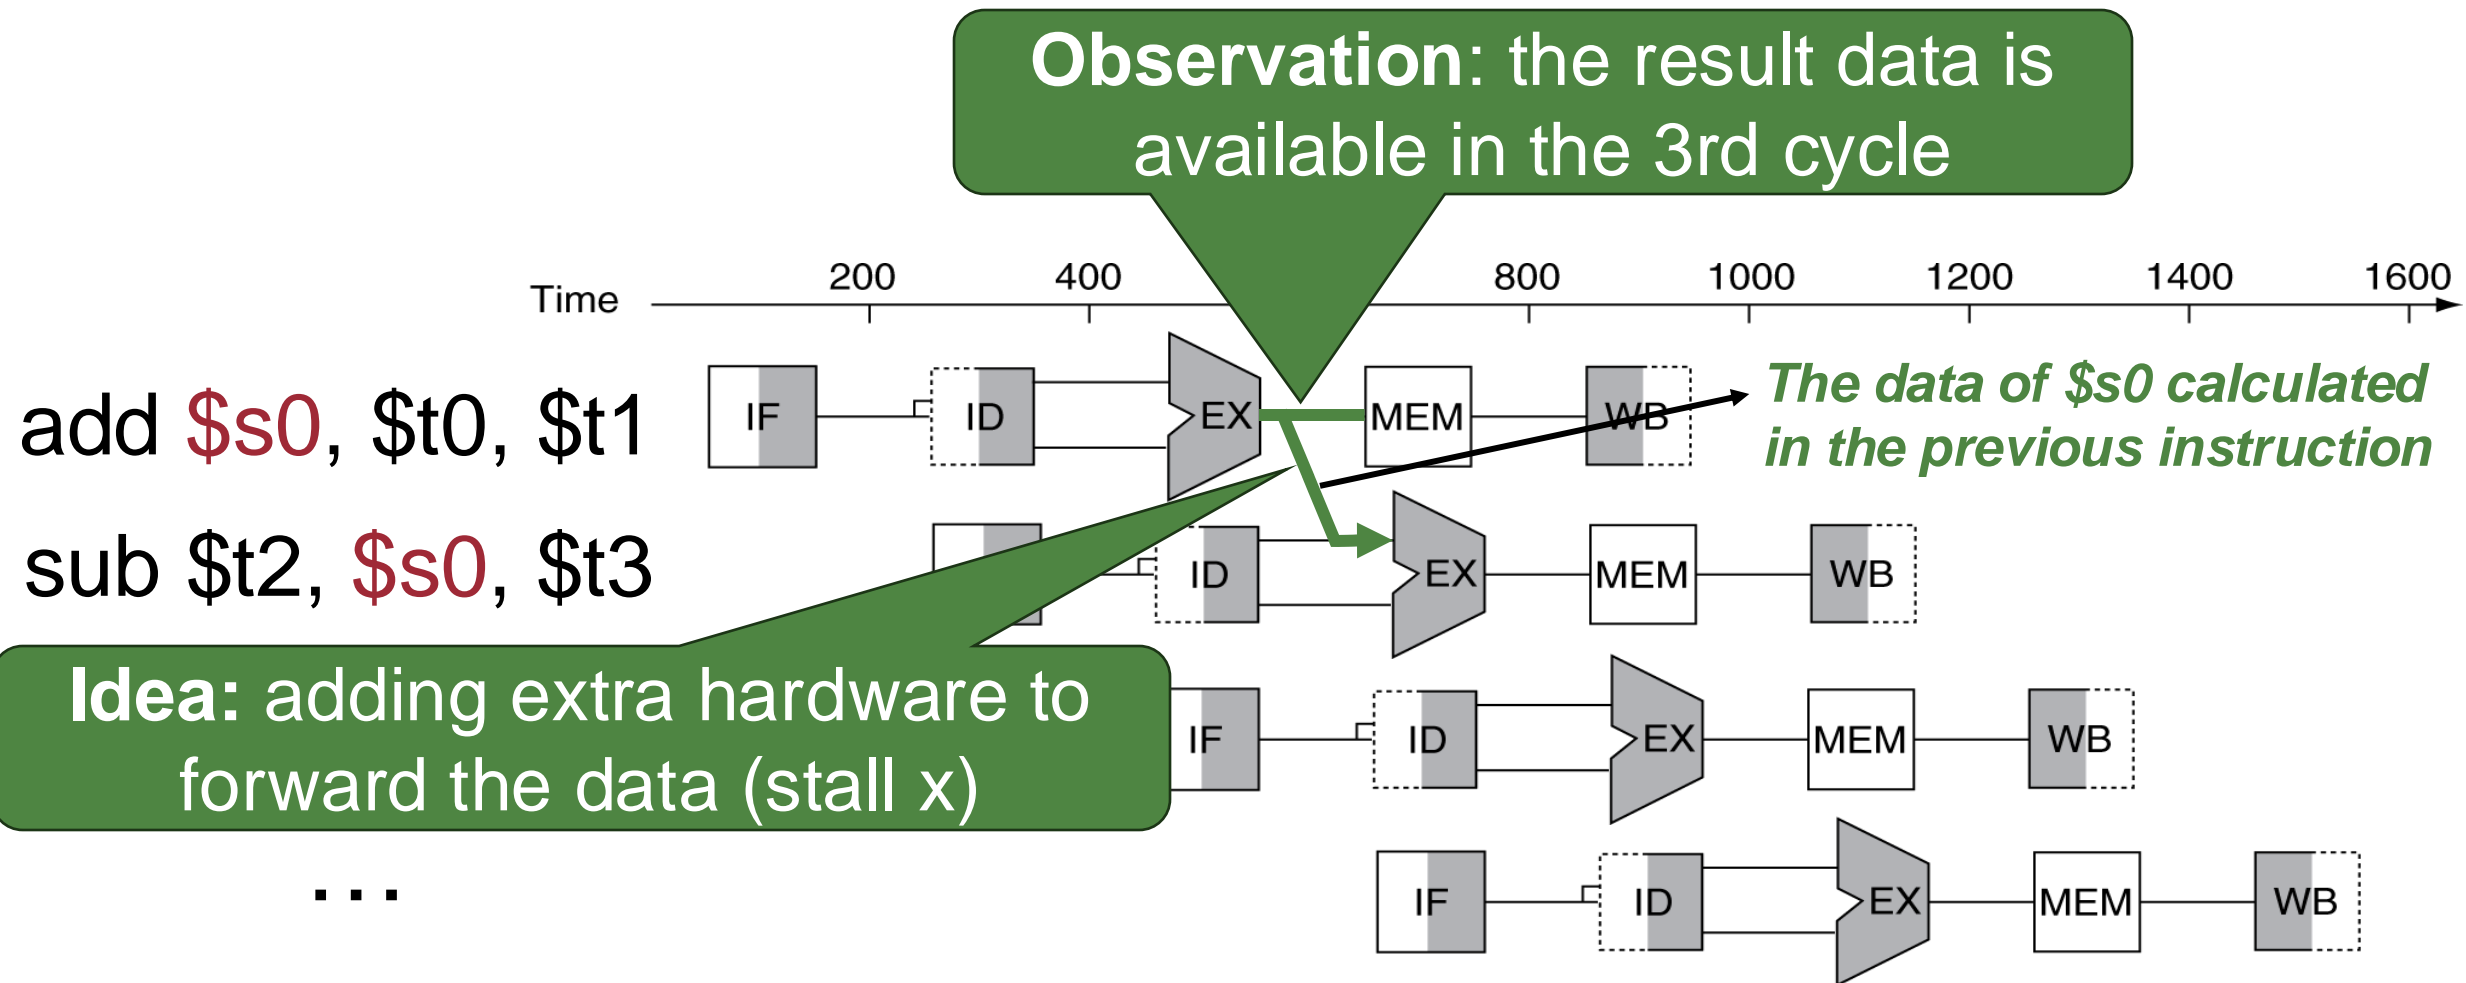 Observation: the result data is
available in the 3rd cycle
Time 200 400 800 1000 1200 1400 1600
add $s0, $t0, $t1
IF ID EX MEM WB
The data of $s0 calculated
in the previous instruction
sub $t2, $s0, $t3
ID EX MEM WB
Idea: adding extra hardware to
forward the data (stall x)
IF ID EX MEM WB
...
IF ID EX MEM WB